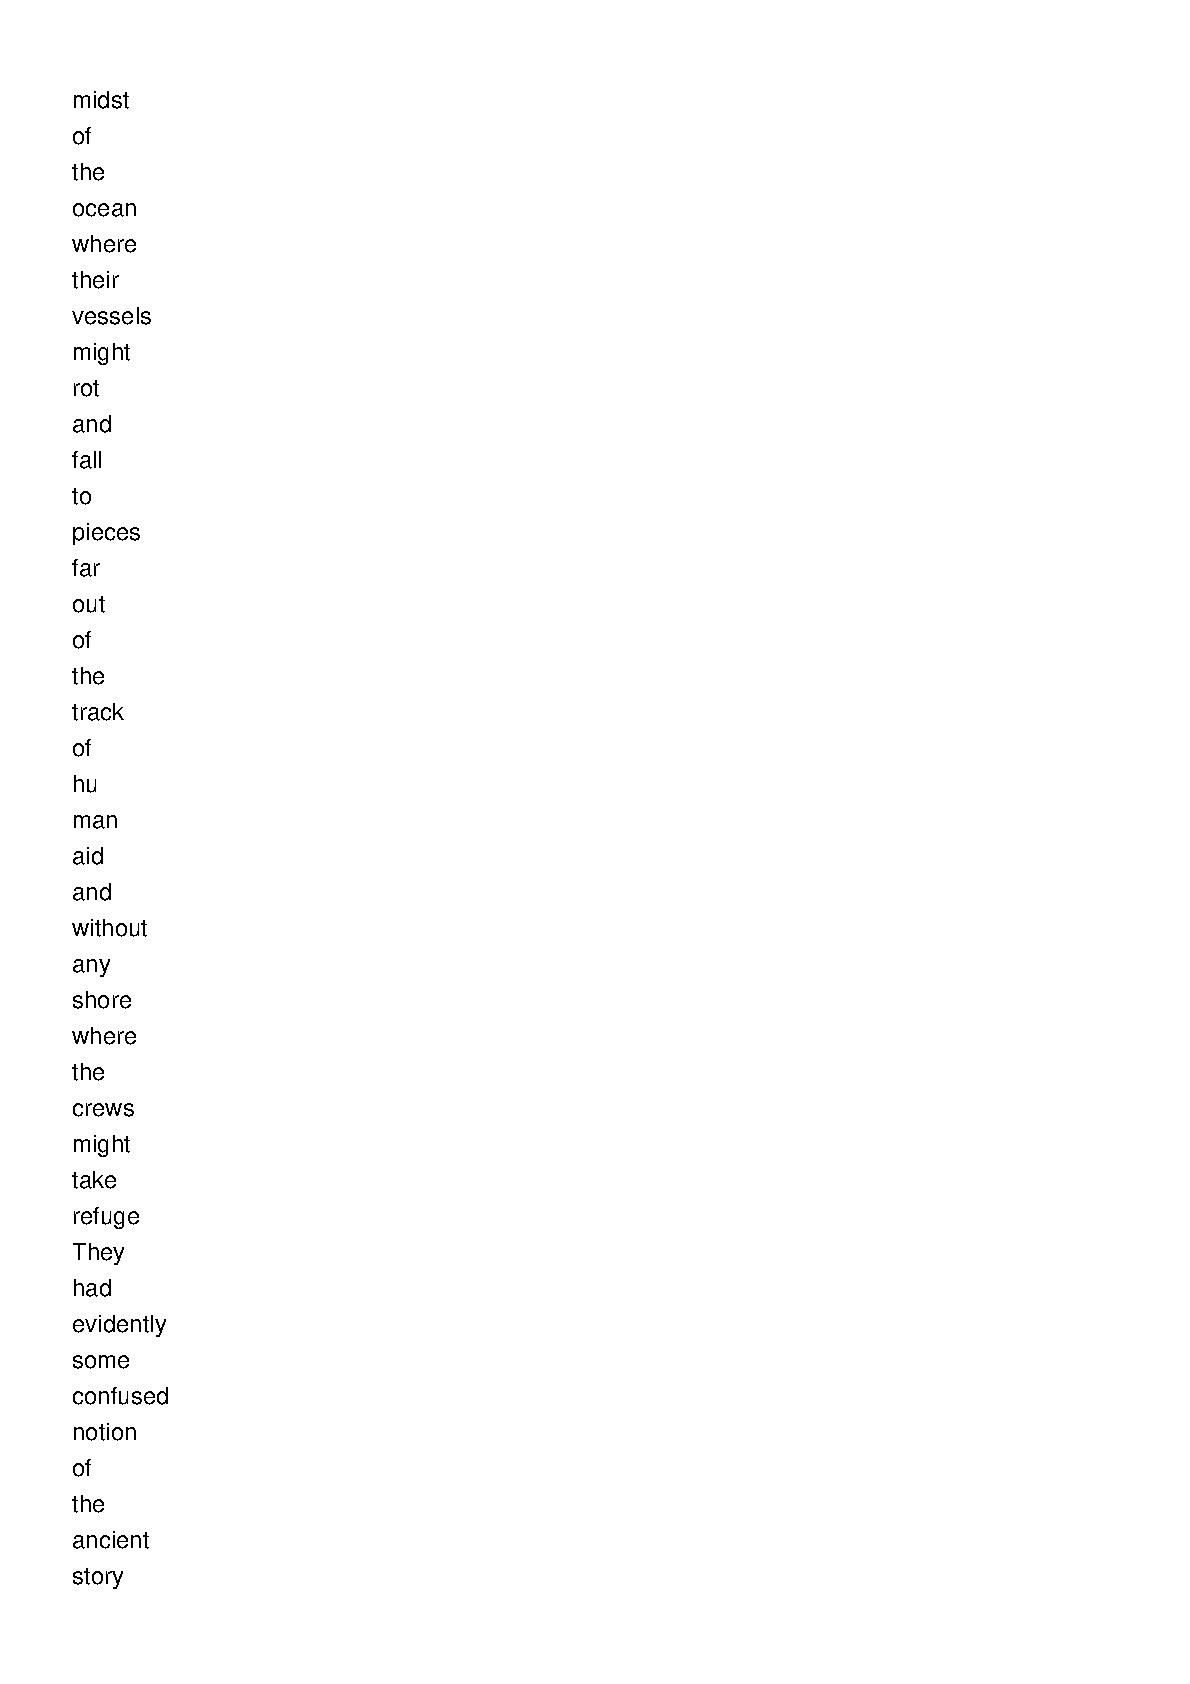 midst
of
the
ocean
where
their
vessels
might
rot
and
fall
to
pieces
far
out
of
the
track
of
hu
man
aid
and
without
any
shore
where
the
crews
might
take
refuge
They
had
evidently
some
confused
notion
of
the
ancient
story